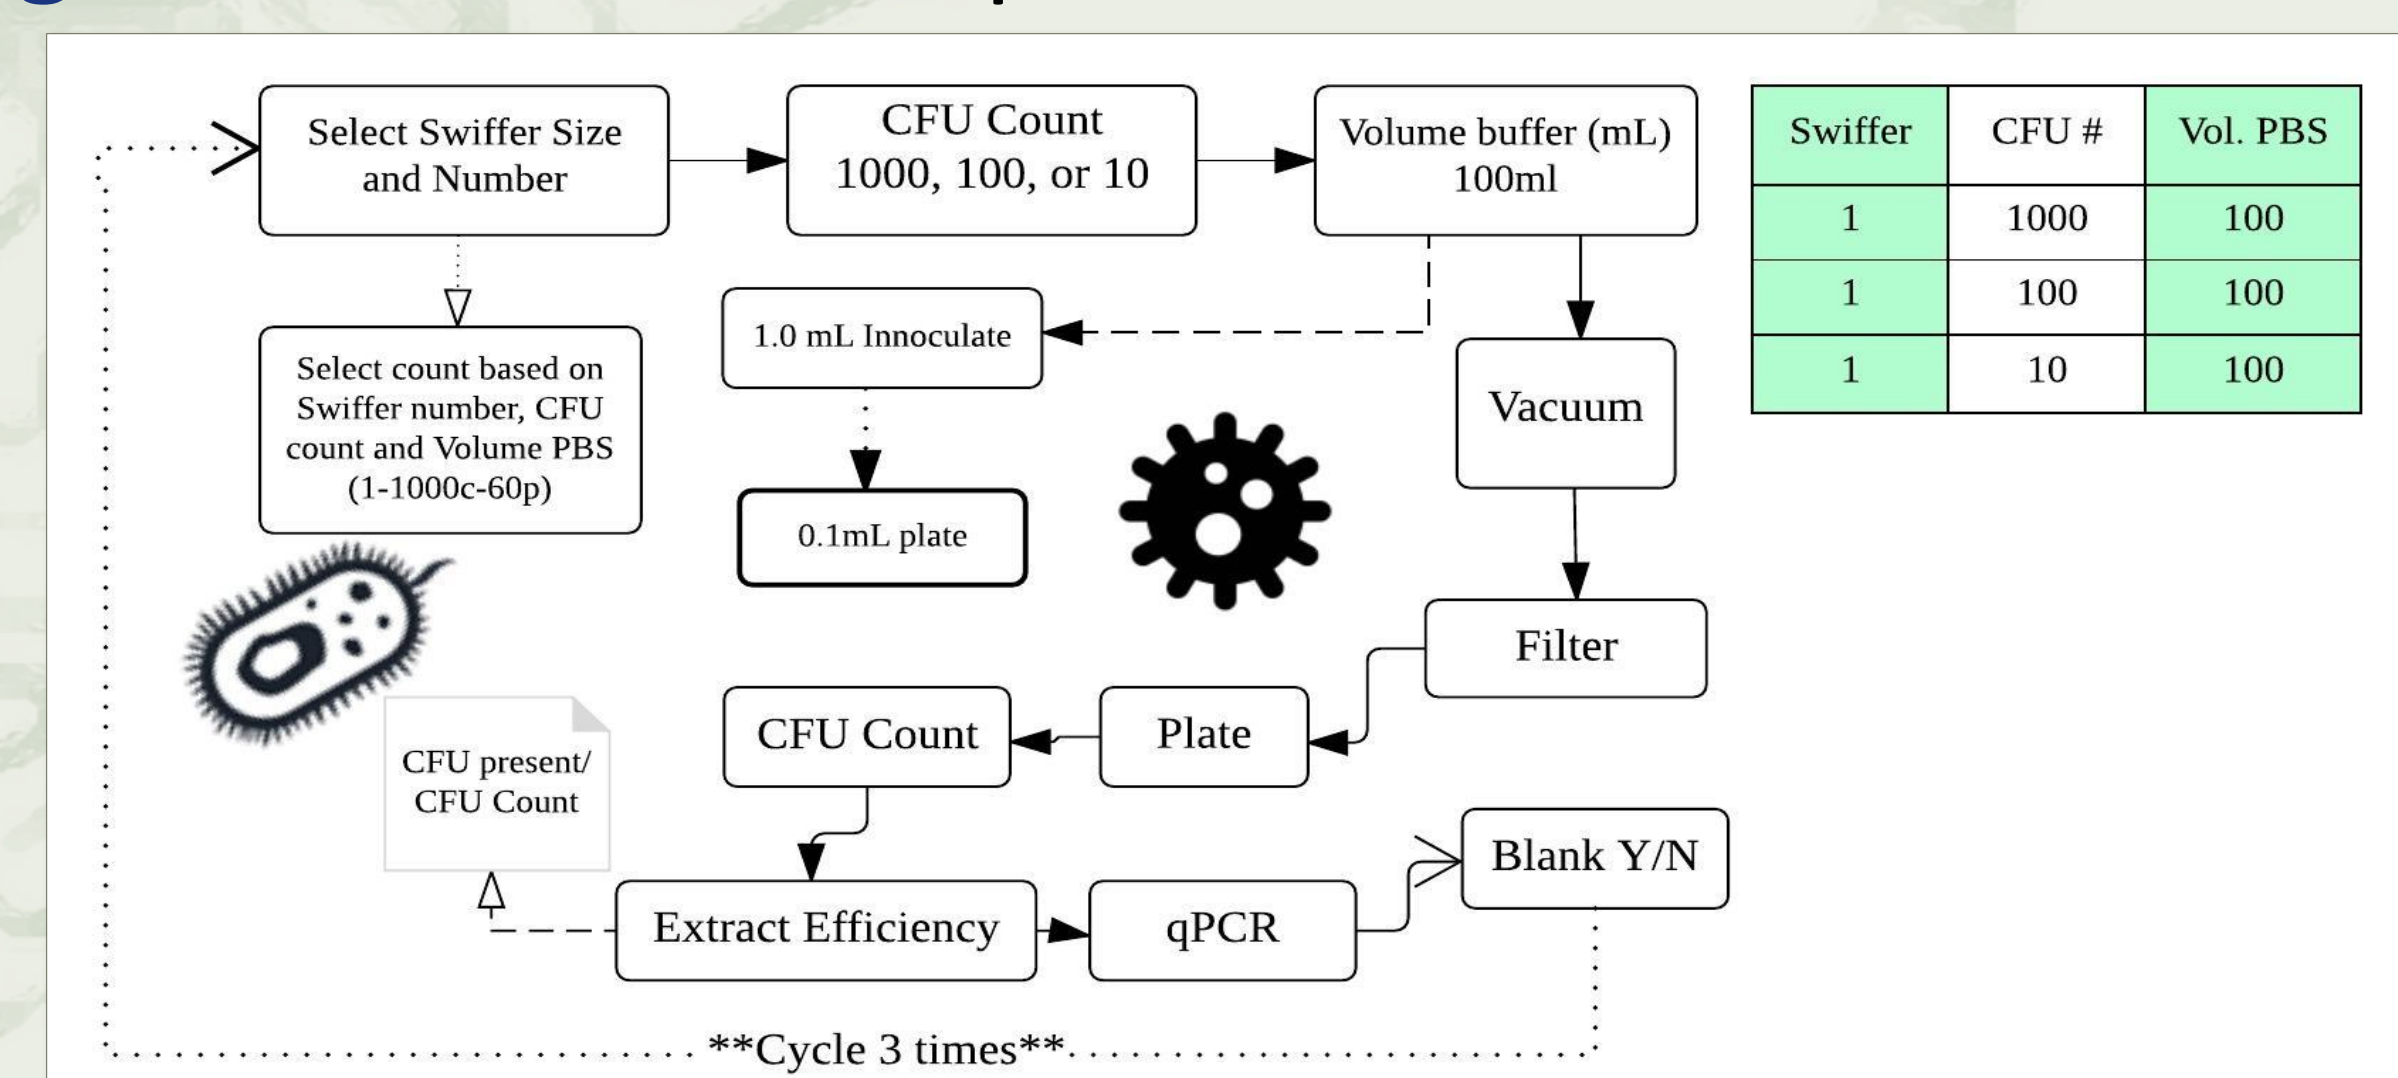 Select Swiffer Size
and Number
CFU Count
1000, 100, or 10
Volume buffer (mL)
100ml
Swiffer CFU # Vol. PBS
1 1000 100
1 100 100
1 10 100
1.0 mL Innoculate
Select count based on
Swiffer number, CFU
count and Volume PBS
(1-1000c-60p)
Vacuum
0.1mL plate
Filter
Plate
CFU Count
CFU present/
CFU Count
Extract Efficiency
qPCR
Blank Y/N
**Cycle 3 times**